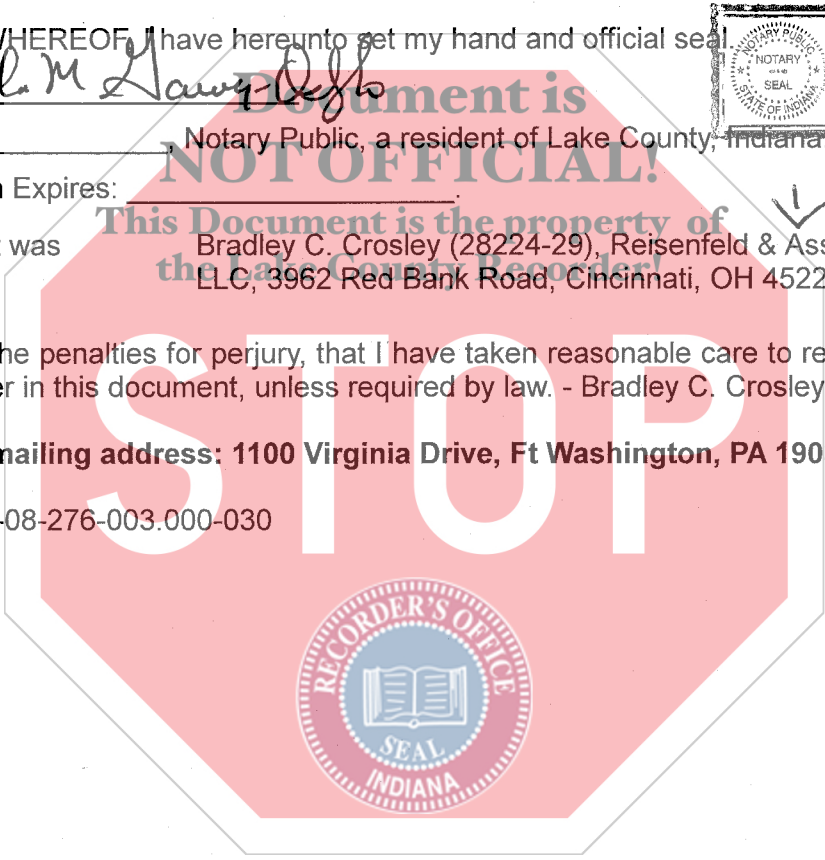 WHEREOF, I have hereunto set my hand and official seal.
NOTARY PUBLIC
NOTARY
SEAL
STATE OF INDIANA
Document is
, Notary Public, a resident of Lake County, Indiana
NOT OFFICIAL!
Expires:
This Document is the property of
was Bradley C. Crosley (28224-29), Reisenfeld & Ass
the Lake County Recorder!
LLC, 3962 Red Bank Road, Cincinnati, OH 4522
he penalties for perjury, that I have taken reasonable care to re
er in this document, unless required by law. - Bradley C. Crosley
STOP
mailing address: 1100 Virginia Drive, Ft Washington, PA 190
-08-276-003.000-030
RECORDER'S OFFICE
SEAL
INDIANA